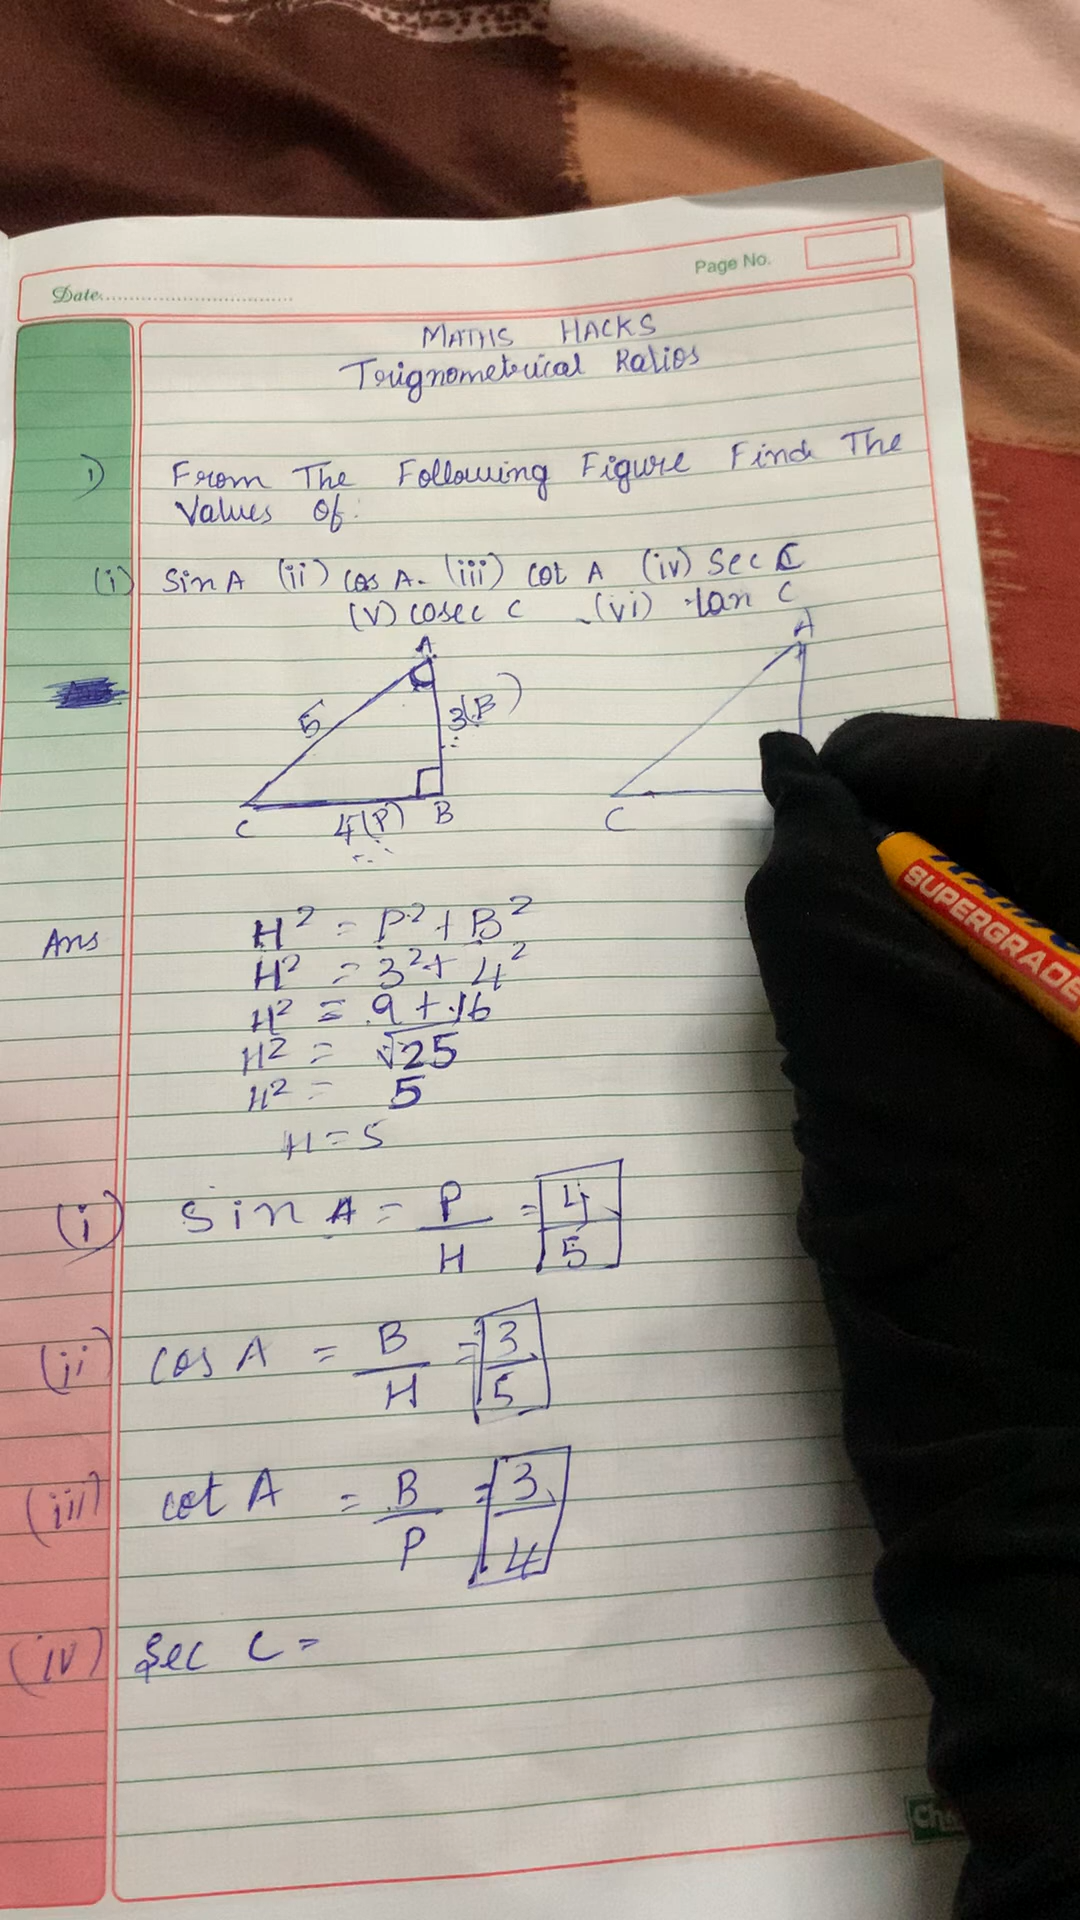 Date
Page No.
MATHS HACKS
Trignometrical Ratios
1) From The Following Figure Find The
Values Of:
(i) Sin A (ii) cos A. (iii) cot A (iv) Sec C
(v) cosec C (vi) tan C
A
5
3(B)
C
4(P)
B
A
C
Ans
H² = P² + B²
H² = 3² + 4²
H² = 9 + 16
H² = √25
H² = 5
H = 5
(i) Sin A = P/H = 4/5
(ii) cos A = B/H = 3/5
(iii) cot A = B/P = 3/4
(iv) Sec C =
SUPERGRADE